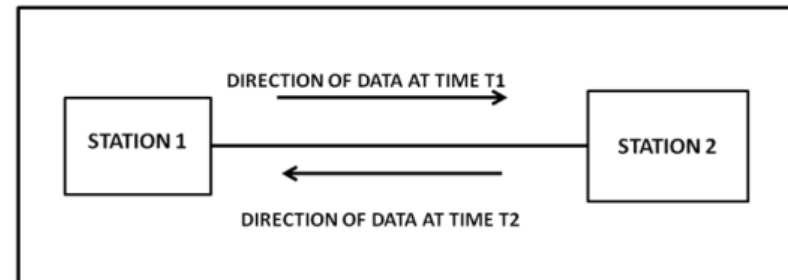 DIRECTION OF DATA AT TIME T1
STATION 1
STATION 2
DIRECTION OF DATA AT TIME T2